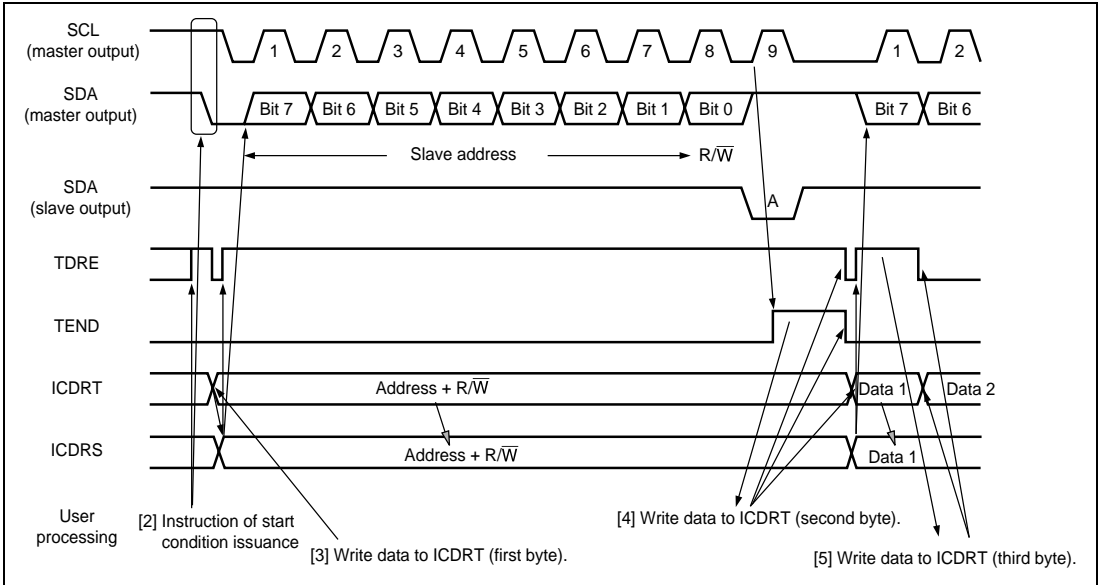 SCL
(master output)
1 2 3 4 5 6 7 8 9 1 2
SDA
(master output)
Bit 7 Bit 6 Bit 5 Bit 4 Bit 3 Bit 2 Bit 1 Bit 0 Bit 7 Bit 6
Slave address R/W̅
SDA
(slave output)
A
TDRE
TEND
ICDRT
Address + R/W̅ Data 1 Data 2
ICDRS
Address + R/W̅ Data 1
User
processing
[2] Instruction of start
condition issuance
[3] Write data to ICDRT (first byte).
[4] Write data to ICDRT (second byte).
[5] Write data to ICDRT (third byte).